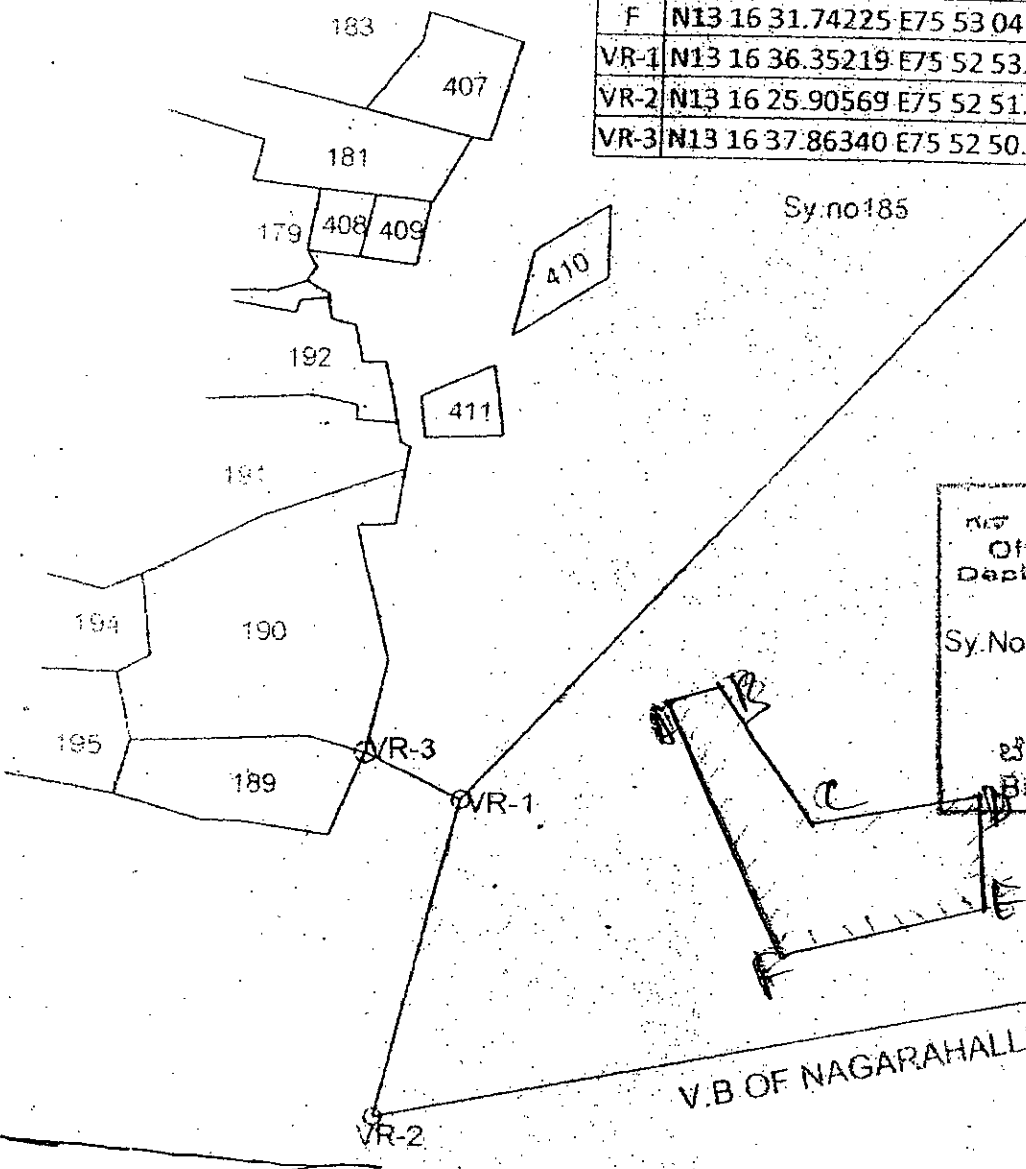 F N13 16 31.74225 E75 53 04
VR-1 N13 16 36.35219 E75 52 53.
VR-2 N13 16 25.90569 E75 52 51.
VR-3 N13 16 37.86340 E75 52 50.
183
407
181
Sy.no185
179 408 409
410
192
411
191
Of
Dept
194
190
Sy.No
B
195
VR-3
189
VR-1
C
D
E
F
V.B OF NAGARAHALL
VR-2